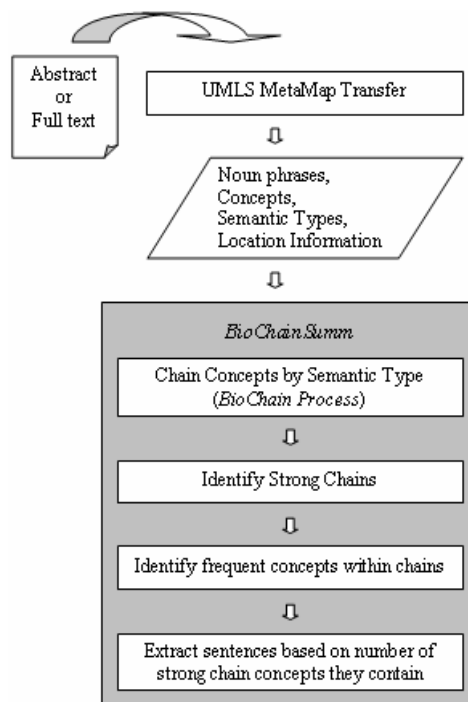 Abstract
or
Full text
UMLS MetaMap Transfer
Noun phrases,
Concepts,
Semantic Types,
Location Information
BioChainSumm
Chain Concepts by Semantic Type
(BioChain Process)
Identify Strong Chains
Identify frequent concepts within chains
Extract sentences based on number of
strong chain concepts they contain